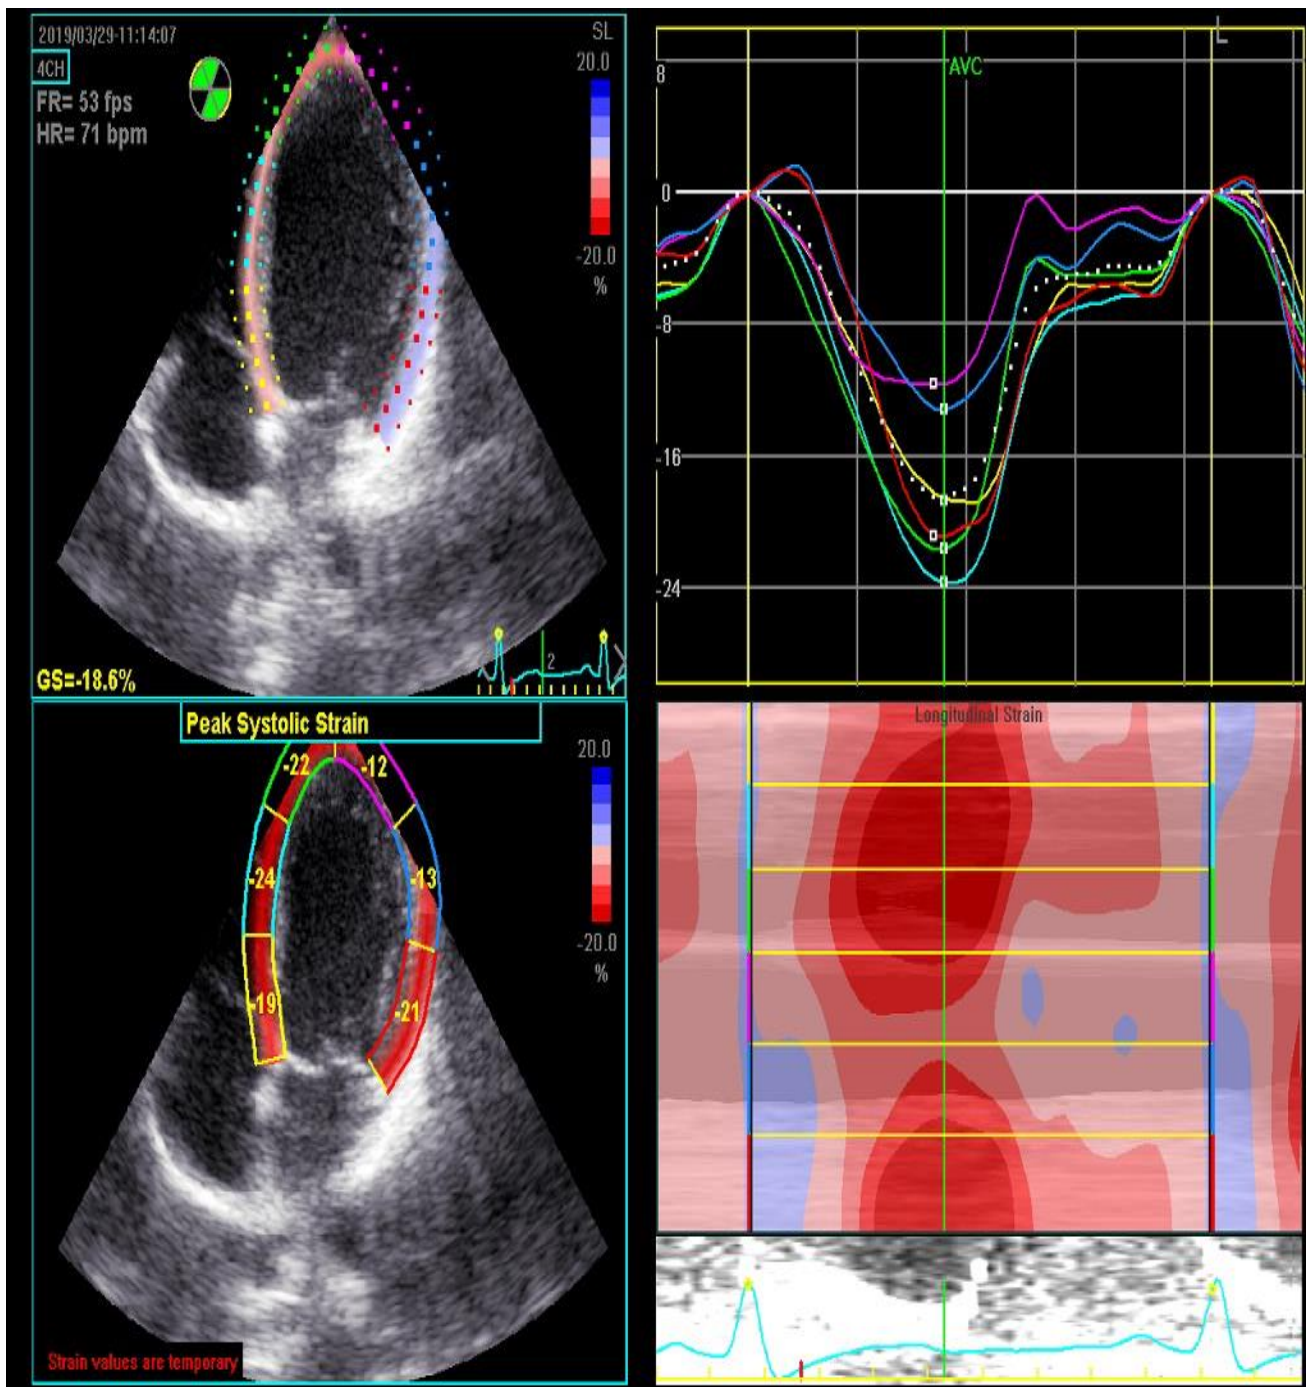 2019/03/29-11:14:07
4CH
FR= 53 fps
HR= 71 bpm
SL
20.0
-20.0
%
2
GS=-18.6%
L
AVC
8
0
-8
-16
-24
Peak Systolic Strain
20.0
-20.0
%
-22
-12
-24
-13
-19
-21
Strain values are temporary
Longitudinal Strain